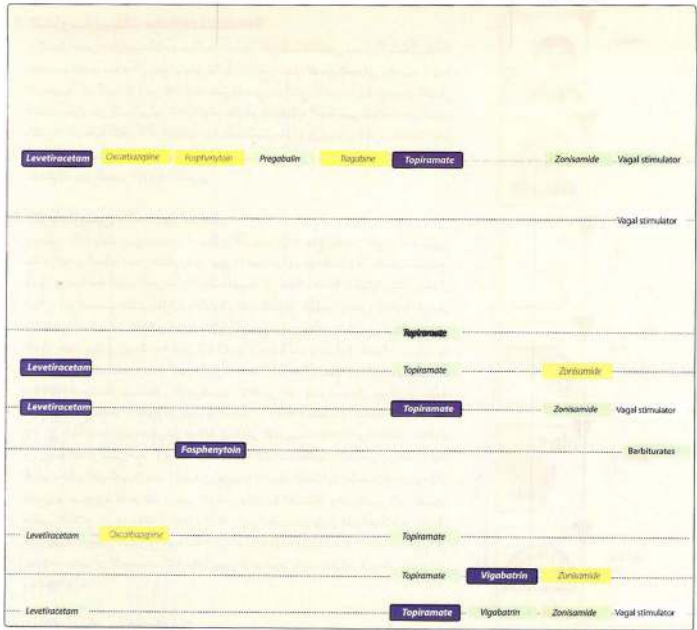 Levetiracetam Oxcarbazepine Fosphenytoin Pregabalin Tiagabine Topiramate Zonisamide Vagal stimulator
Vagal stimulator
Topiramate
Levetiracetam Topiramate Zonisamide
Levetiracetam Topiramate Zonisamide Vagal stimulator
Fosphenytoin Barbiturates
Levetiracetam Oxcarbazepine Topiramate
Topiramate Vigabatrin Zonisamide
Levetiracetam Topiramate Vigabatrin Zonisamide Vagal stimulator